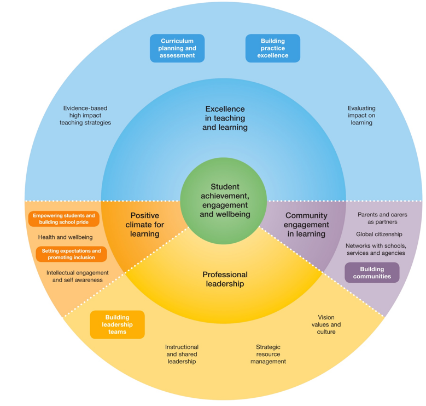 Curriculum
planning and
assessment
Building
practice
excellence
Evidence-based
high impact
teaching strategies
Excellence
in teaching
and learning
Evaluating
impact on
learning
Student
achievement,
engagement
and wellbeing
Empowering students and
building school pride
Health and wellbeing
Setting expectations and
promoting inclusion
Intellectual engagement
and self awareness
Positive
climate for
learning
Community
engagement
in learning
Parents and carers
as partners
Global citizenship
Networks with schools,
services and agencies
Building
communities
Professional
leadership
Building
leadership
teams
Instructional
and shared
leadership
Strategic
resource
management
Vision
values and
culture